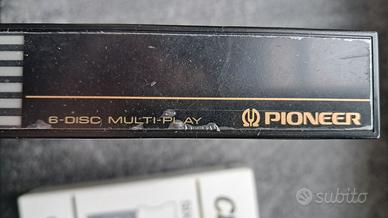 6-DISC MULTI-PLAY PIONEER
subito